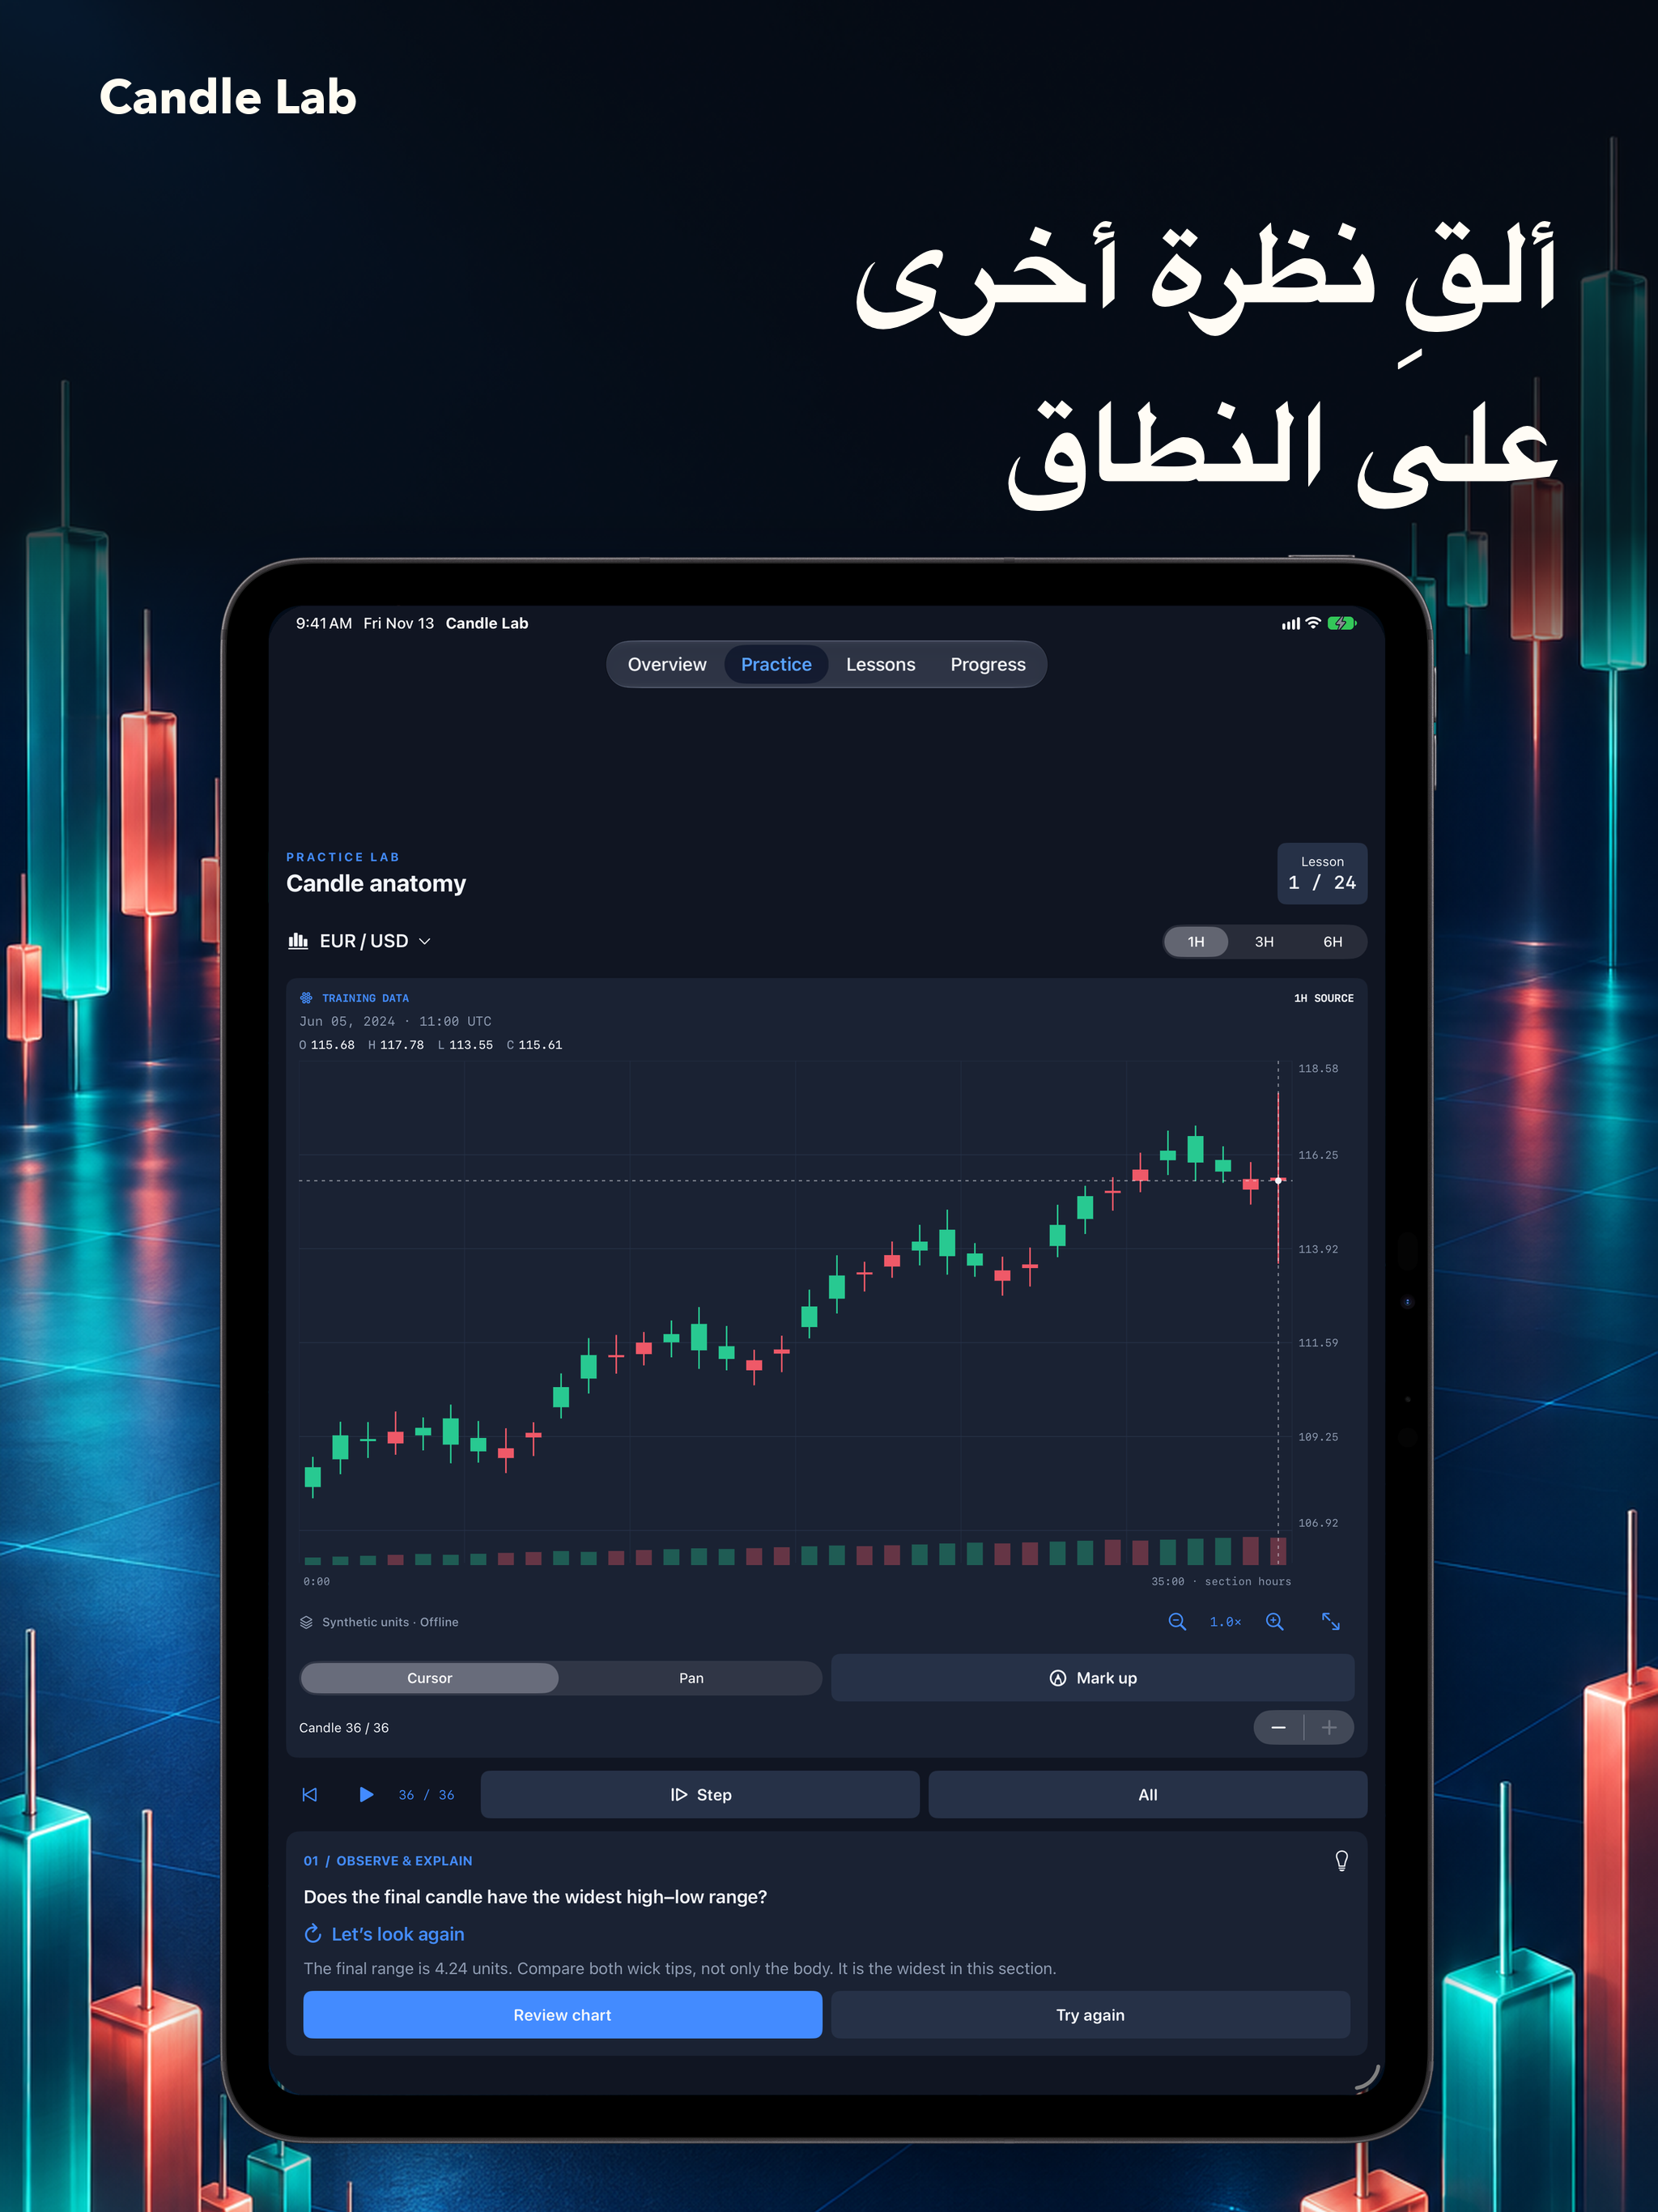 Candle Lab
ألقِ نظرة أخرى
على النطاق
9:41 AM Fri Nov 13 Candle Lab
Overview Practice Lessons Progress
PRACTICE LAB
Candle anatomy
Lesson
1 / 24
EUR / USD
1H 3H 6H
TRAINING DATA
1H SOURCE
Jun 05, 2024 · 11:00 UTC
O 115.68 H 117.78 L 113.55 C 115.61
118.58
116.25
113.92
111.59
109.25
106.92
0:00
35:00 · section hours
Synthetic units · Offline
1.0×
Cursor Pan
Mark up
Candle 36 / 36
36 / 36
Step
All
01 / OBSERVE & EXPLAIN
Does the final candle have the widest high–low range?
Let’s look again
The final range is 4.24 units. Compare both wick tips, not only the body. It is the widest in this section.
Review chart
Try again